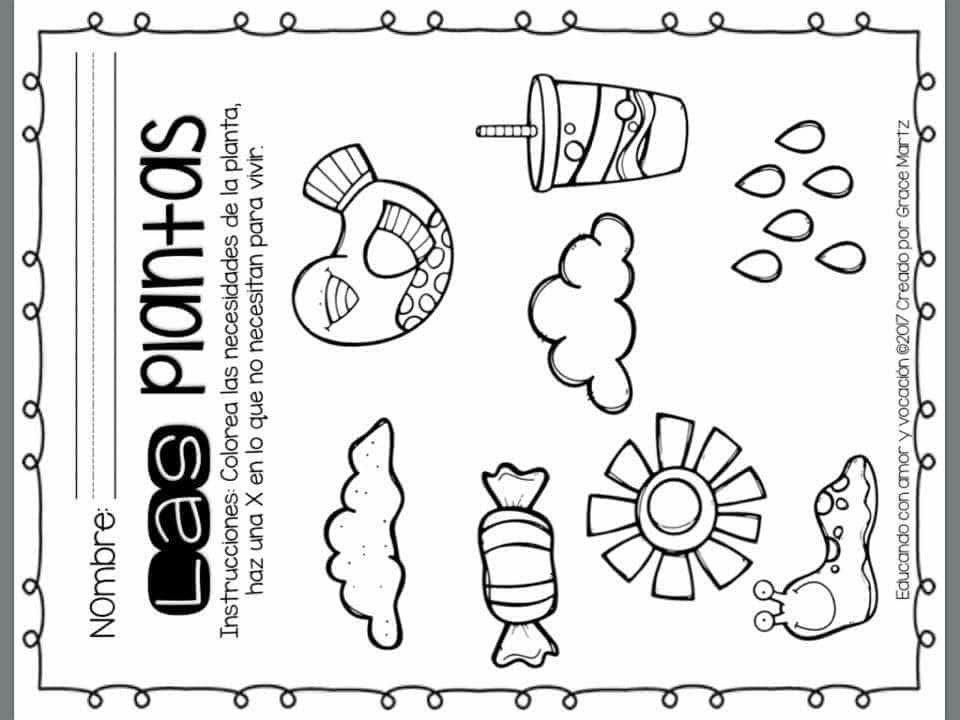 Nombre:
Las plantas
Instrucciones: Colorea las necesidades de la planta,
haz una X en lo que no necesitan para vivir.
Educando con amor y vocación ©2017 Creado por Grace Martz